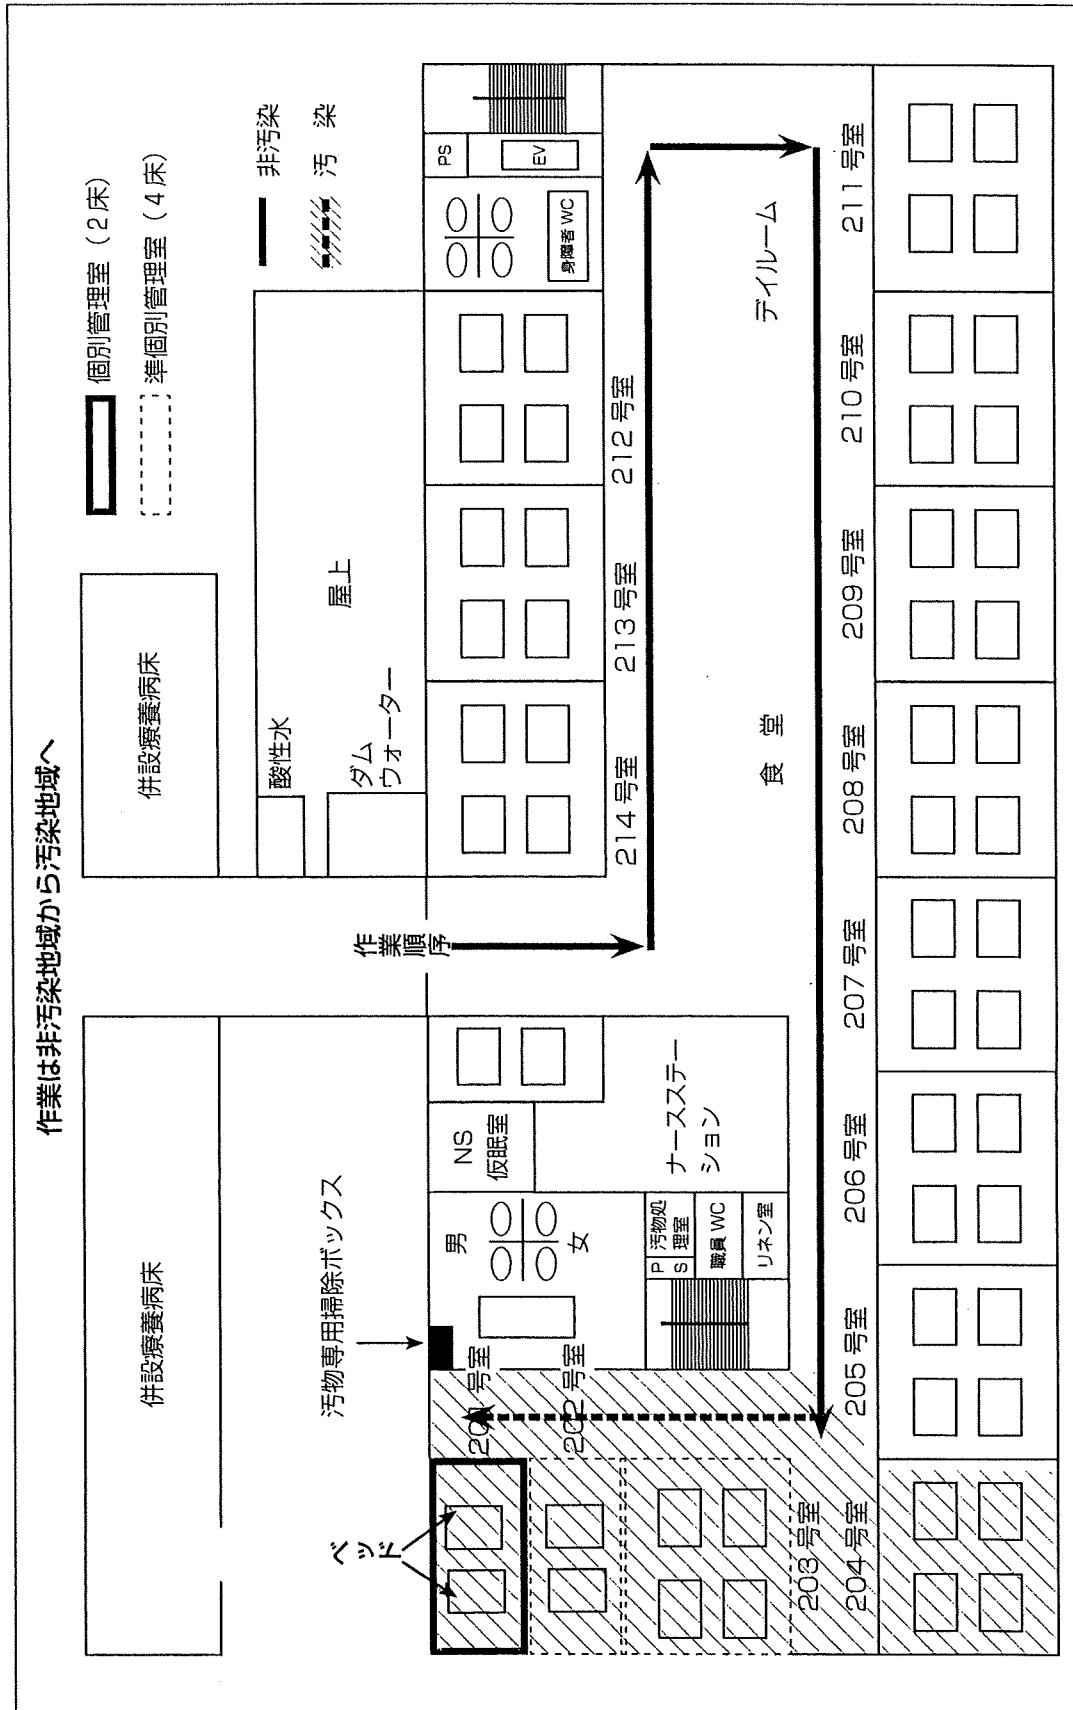 作業は非汚染地域から汚染地域へ
併設療養病床
併設療養病床
個別管理室(2床)
準個別管理室(4床)
非汚染
汚 染
汚物専用掃除ボックス
酸性水
屋上
ダム
ウォーター
作業順序
ベッド
201号室
202号室
203号室
204号室
205号室
206号室
207号室
208号室
209号室
210号室
211号室
212号室
213号室
214号室
男
女
NS
仮眠室
ナースステー
ション
PS
汚物処
理室
職員WC
リネン室
食 堂
デイルーム
PS
EV
身障者WC